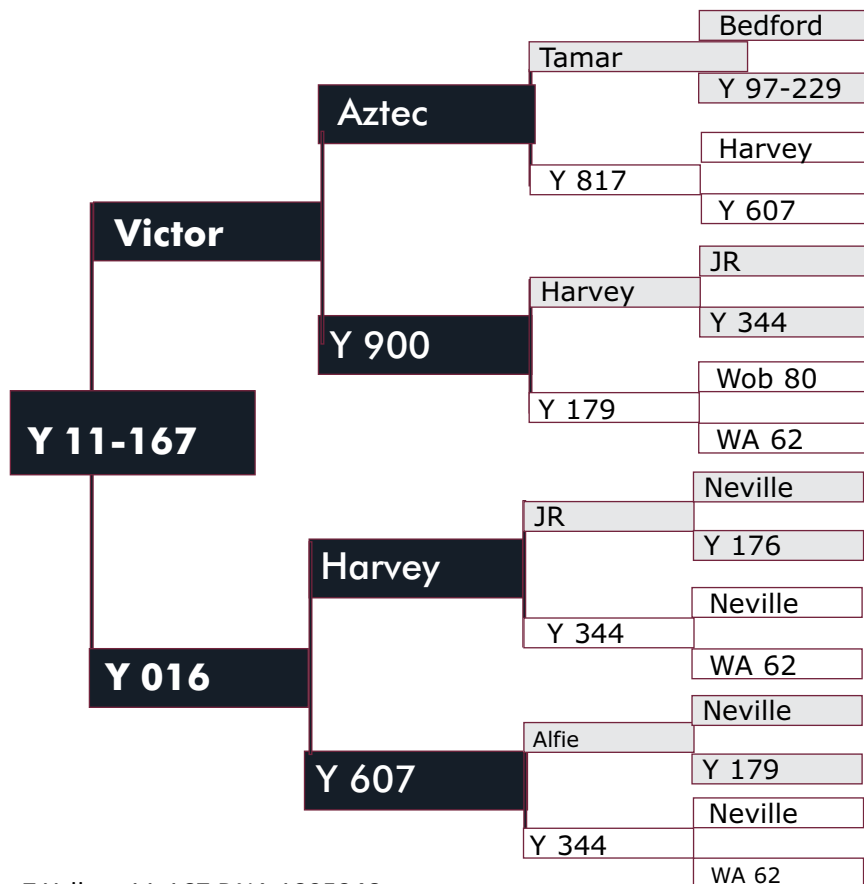 Bedford
Tamar
Y 97-229
Aztec
Harvey
Y 817
Y 607
Victor
JR
Harvey
Y 344
Y 900
Wob 80
Y 179
WA 62
Y 11-167
Neville
JR
Y 176
Harvey
Neville
Y 344
WA 62
Y 016
Neville
Alfie
Y 179
Y 607
Neville
Y 344
WA 62